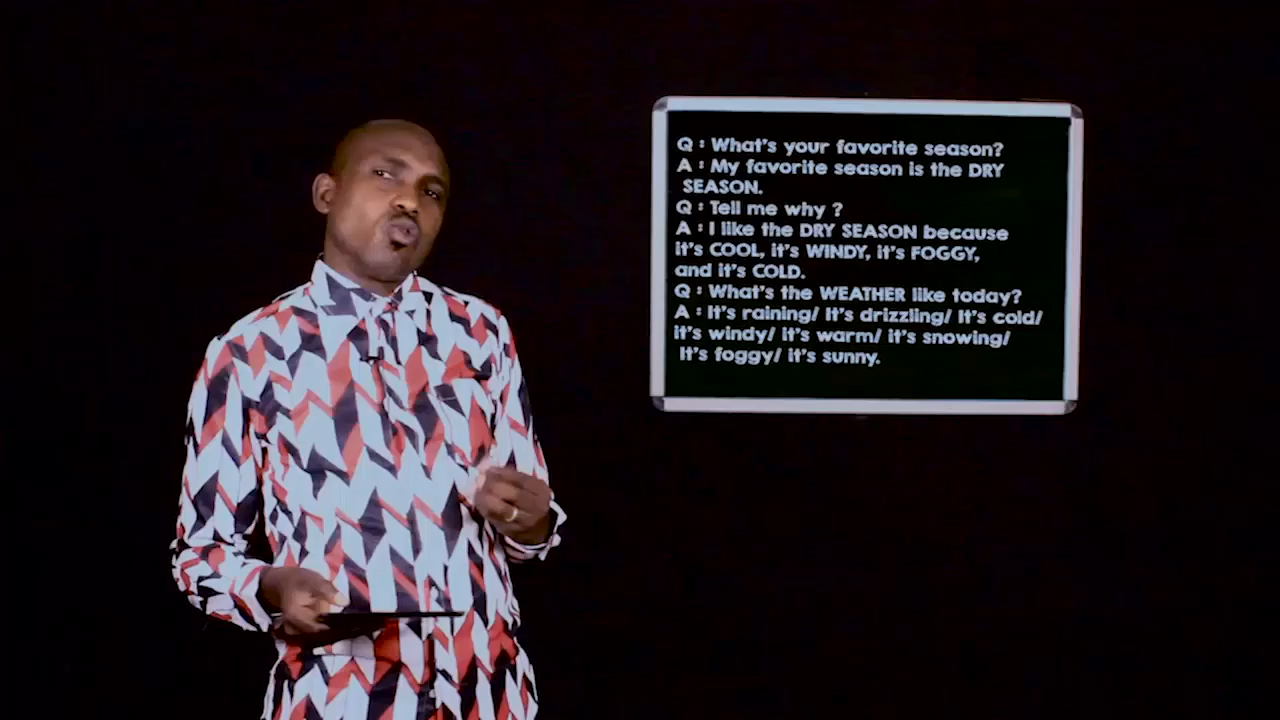 Q : What's your favorite season?
A : My favorite season is the DRY
SEASON.
Q : Tell me why ?
A : I like the DRY SEASON because
it's COOL, it's WINDY, it's FOGGY,
and it's COLD.
Q : What's the WEATHER like today?
A : It's raining/ It's drizzling/ It's cold/
it's windy/ it's warm/ it's snowing/
It's foggy/ it's sunny.